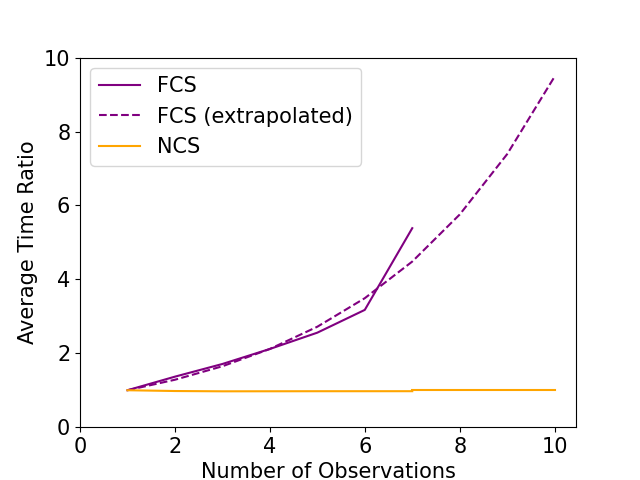 FCS
FCS (extrapolated)
NCS
Average Time Ratio
10
8
6
4
2
0
0 2 4 6 8 10
Number of Observations